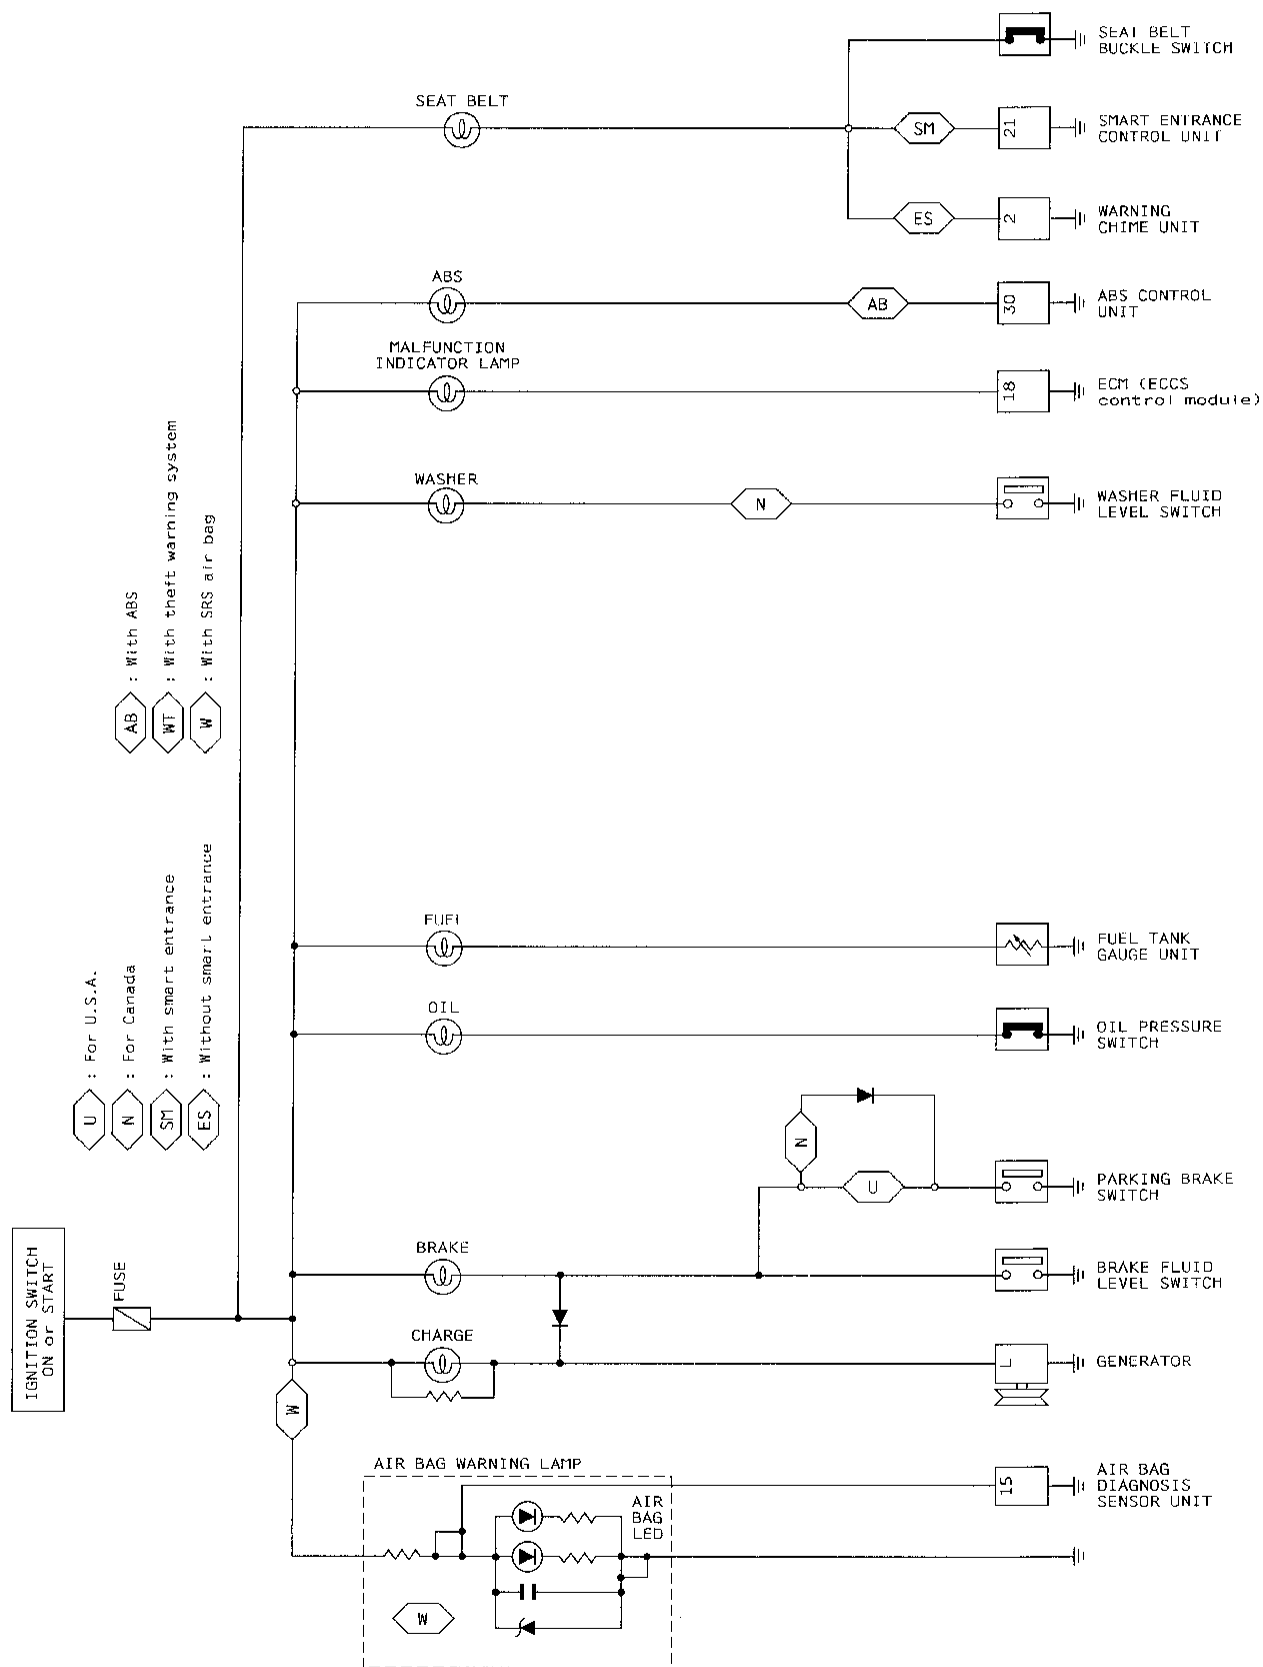 SEAT BELT
BUCKLE SWITCH
SEAT BELT
SM
21
SMART ENTRANCE
CONTROL UNIT
ES
2
WARNING
CHIME UNIT
ABS
AB
30
ABS CONTROL
UNIT
MALFUNCTION
INDICATOR LAMP
18
ECM (ECCS
control module)
WASHER
N
WASHER FLUID
LEVEL SWITCH
AB : With ABS
WT : With theft warning system
W : With SRS air bag
FUEL
FUEL TANK
GAUGE UNIT
OIL
OIL PRESSURE
SWITCH
U : For U.S.A.
N : For Canada
SM : With smart entrance
ES : Without smart entrance
N
U
PARKING BRAKE
SWITCH
BRAKE
BRAKE FLUID
LEVEL SWITCH
IGNITION SWITCH
ON or START
FUSE
CHARGE
L
GENERATOR
W
AIR BAG WARNING LAMP
15
AIR BAG
DIAGNOSIS
SENSOR UNIT
AIR
BAG
LED
W